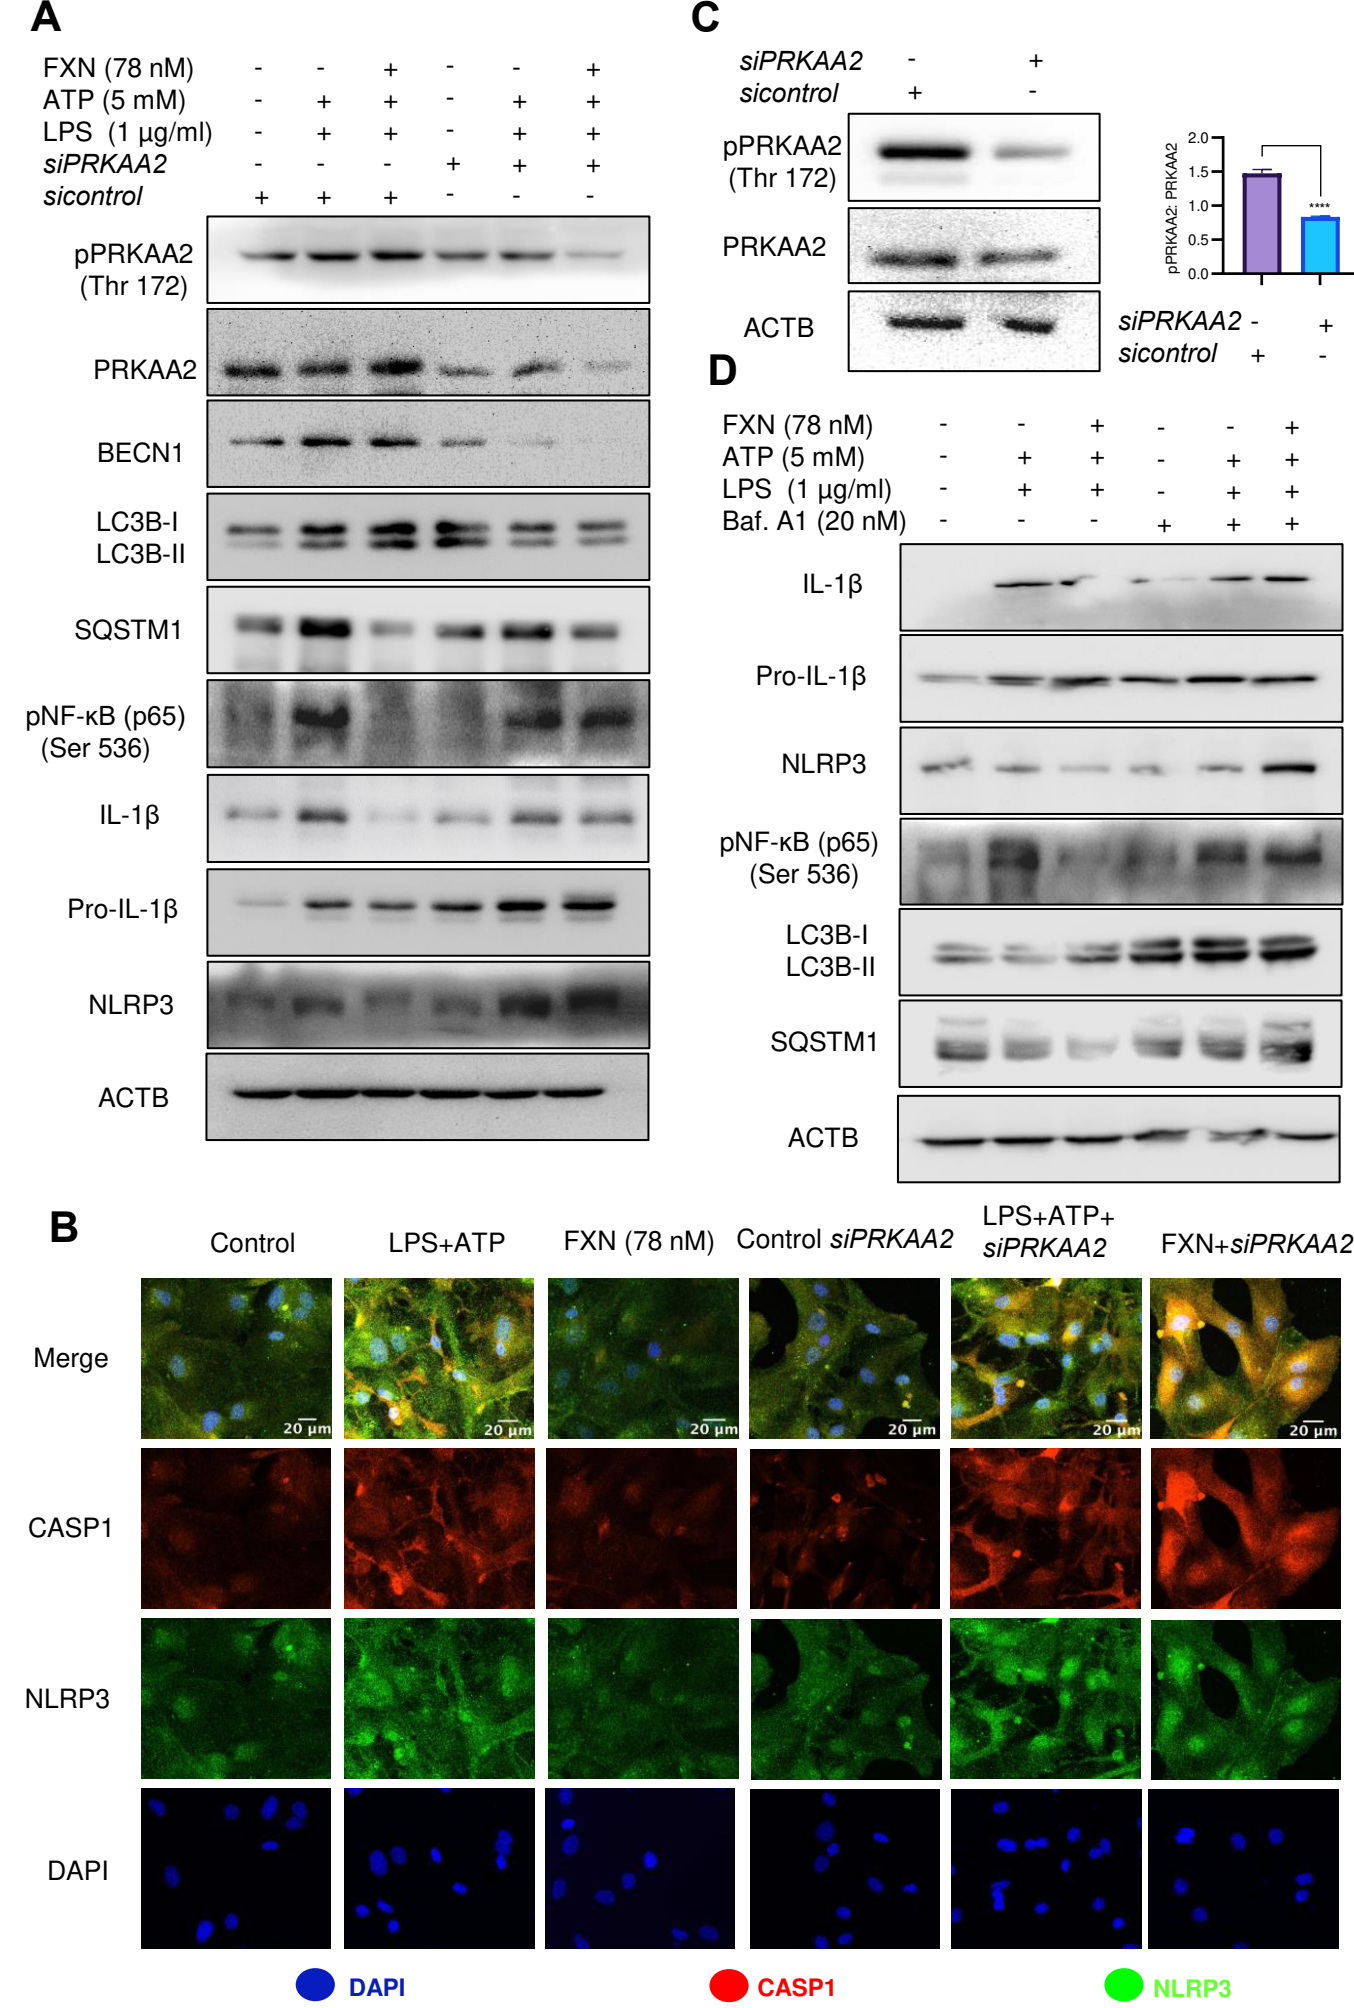 A
FXN (78 nM) - - + - - +
ATP (5 mM) - + + - + +
LPS (1 µg/ml) - + + - + +
siPRKAA2 - - - + + +
sicontrol + + + - - -
pPRKAA2
(Thr 172)
PRKAA2
BECN1
LC3B-I
LC3B-II
SQSTM1
pNF-κB (p65)
(Ser 536)
IL-1β
Pro-IL-1β
NLRP3
ACTB
C
siPRKAA2 - +
sicontrol + -
pPRKAA2
(Thr 172)
PRKAA2
ACTB
pPRKAA2: PRKAA2
2.0
1.5
1.0
0.5
0.0
****
siPRKAA2 - +
sicontrol + -
D
FXN (78 nM) - - + - - +
ATP (5 mM) - + + - + +
LPS (1 µg/ml) - + + - + +
Baf. A1 (20 nM) - - - + + +
IL-1β
Pro-IL-1β
NLRP3
pNF-κB (p65)
(Ser 536)
LC3B-I
LC3B-II
SQSTM1
ACTB
B
Control
LPS+ATP
FXN (78 nM)
Control siPRKAA2
LPS+ATP+
siPRKAA2
FXN+siPRKAA2
Merge
20 µm
20 µm
20 µm
20 µm
20 µm
20 µm
CASP1
NLRP3
DAPI
DAPI
CASP1
NLRP3